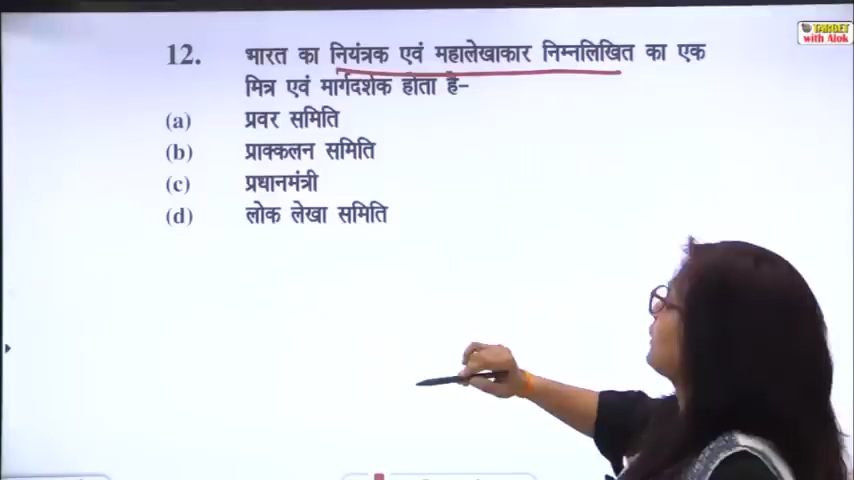 TARGET
with Alok
12. भारत का नियंत्रक एवं महालेखाकार निम्नलिखित का एक
मित्र एवं मार्गदर्शक होता है–
(a) प्रवर समिति
(b) प्राक्कलन समिति
(c) प्रधानमंत्री
(d) लोक लेखा समिति